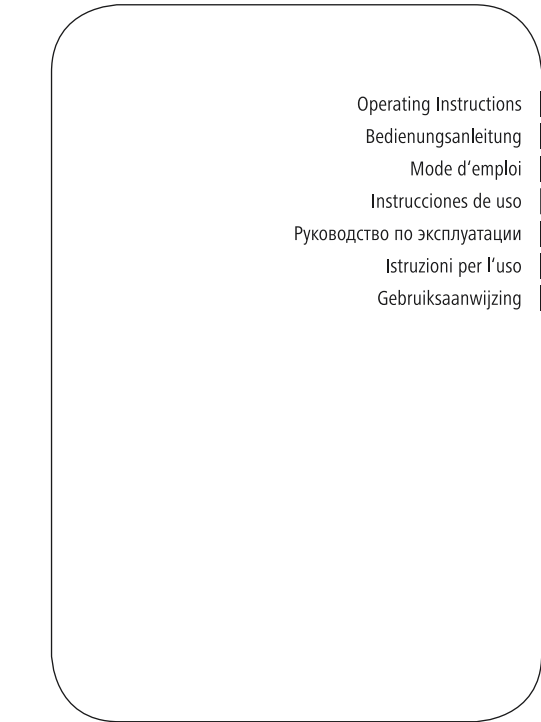 Operating Instructions
Bedienungsanleitung
Mode d‘emploi
Instrucciones de uso
Руководство по эксплуатации
Istruzioni per l‘uso
Gebruiksaanwijzing